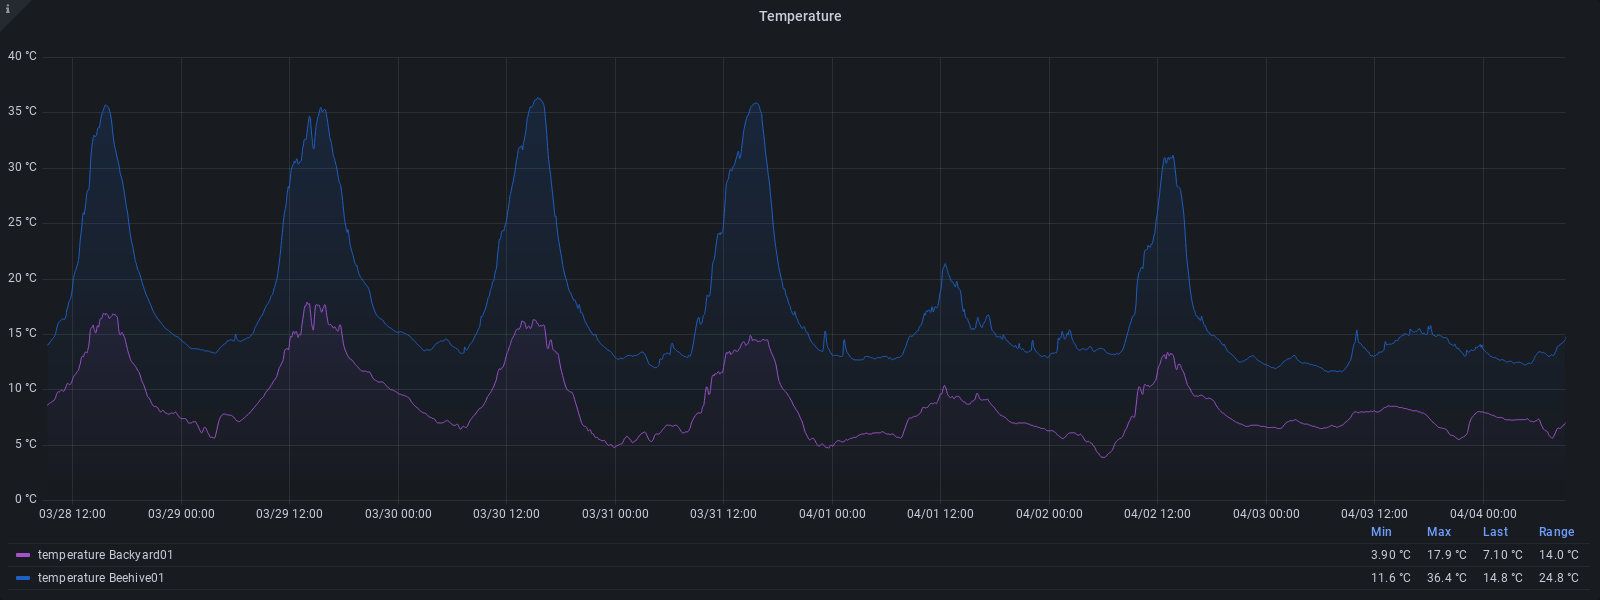 i
Temperature
40 °C
35 °C
30 °C
25 °C
20 °C
15 °C
10 °C
5 °C
0 °C
03/28 12:00 03/29 00:00 03/29 12:00 03/30 00:00 03/30 12:00 03/31 00:00 03/31 12:00 04/01 00:00 04/01 12:00 04/02 00:00 04/02 12:00 04/03 00:00 04/03 12:00 04/04 00:00
Min Max Last Range
temperature Backyard01 3.90 °C 17.9 °C 7.10 °C 14.0 °C
temperature Beehive01 11.6 °C 36.4 °C 14.8 °C 24.8 °C